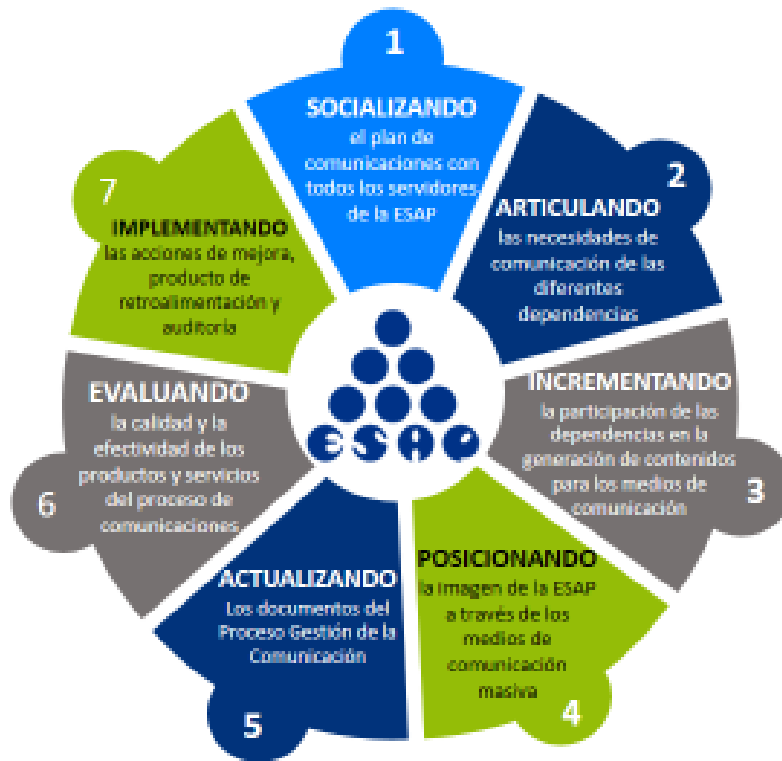 1
SOCIALIZANDO
el plan de
comunicaciones con
todos los servidores
de la ESAP
2
ARTICULANDO
las necesidades de
comunicación de las
diferentes
dependencias
INCREMENTANDO
la participación de las
dependencias en la
generación de contenidos
para los medios de
comunicación
3
POSICIONANDO
la imagen de la ESAP
a través de los
medios de
comunicación
masiva
4
ACTUALIZANDO
Los documentos del
Proceso Gestión de la
Comunicación
5
EVALUANDO
la calidad y la
efectividad de los
productos y servicios
del proceso de
comunicaciones
6
7
IMPLEMENTANDO
las acciones de mejora,
producto de
retroalimentación y
auditoría
ESAP